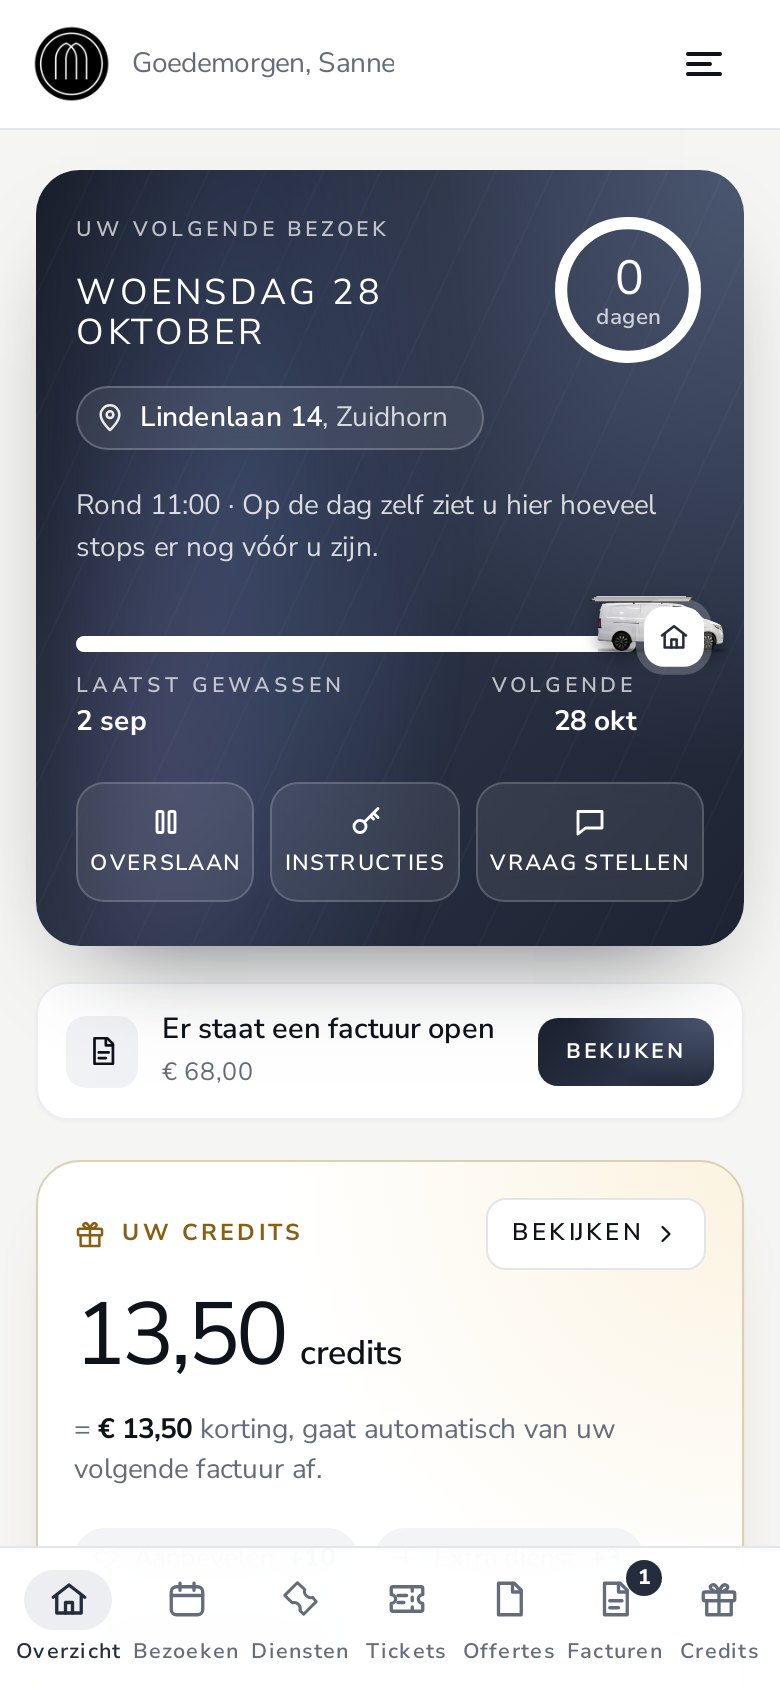 Goedemorgen, Sanne
UW VOLGENDE BEZOEK
WOENSDAG 28
OKTOBER
0
dagen
Lindenlaan 14, Zuidhorn
Rond 11:00 · Op de dag zelf ziet u hier hoeveel
stops er nog vóór u zijn.
LAATST GEWASSEN
VOLGENDE
2 sep
28 okt
OVERSLAAN
INSTRUCTIES
VRAAG STELLEN
Er staat een factuur open
€ 68,00
BEKIJKEN
UW CREDITS
BEKIJKEN
13,50 credits
= € 13,50 korting, gaat automatisch van uw
volgende factuur af.
1
Overzicht
Bezoeken
Diensten
Tickets
Offertes
Facturen
Credits